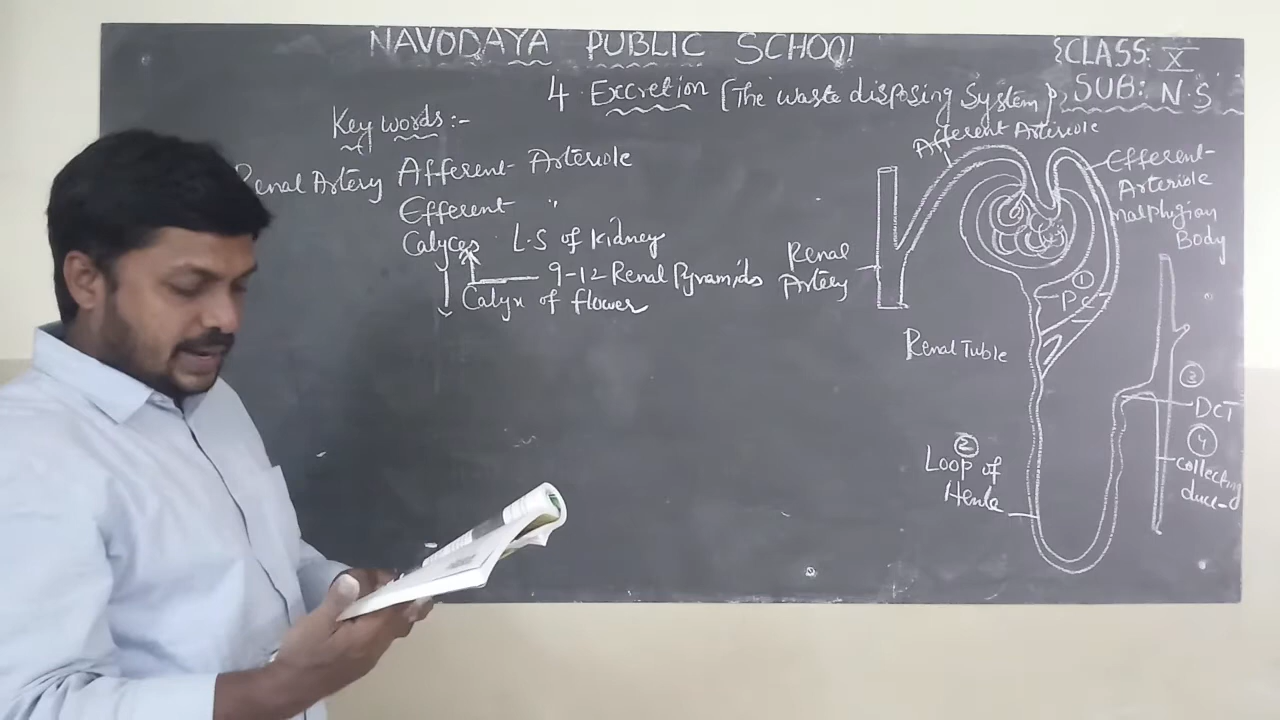 NAVODAYA PUBLIC SCHOOL
{CLASS: X
SUB: N.S
4. Excretion [The waste disposing System]
Key words:-
Renal Artery Afferent Arteriole
Efferent "
Calyces L.S of kidney
9-12 Renal Pyramids
Calyx of flower
Afferent Arteriole
Efferent
Arteriole
malphugian
Body
Renal
Artery
① PCT
Renal Tuble
② Loop of
Henle
③
DCT
④
Collecting